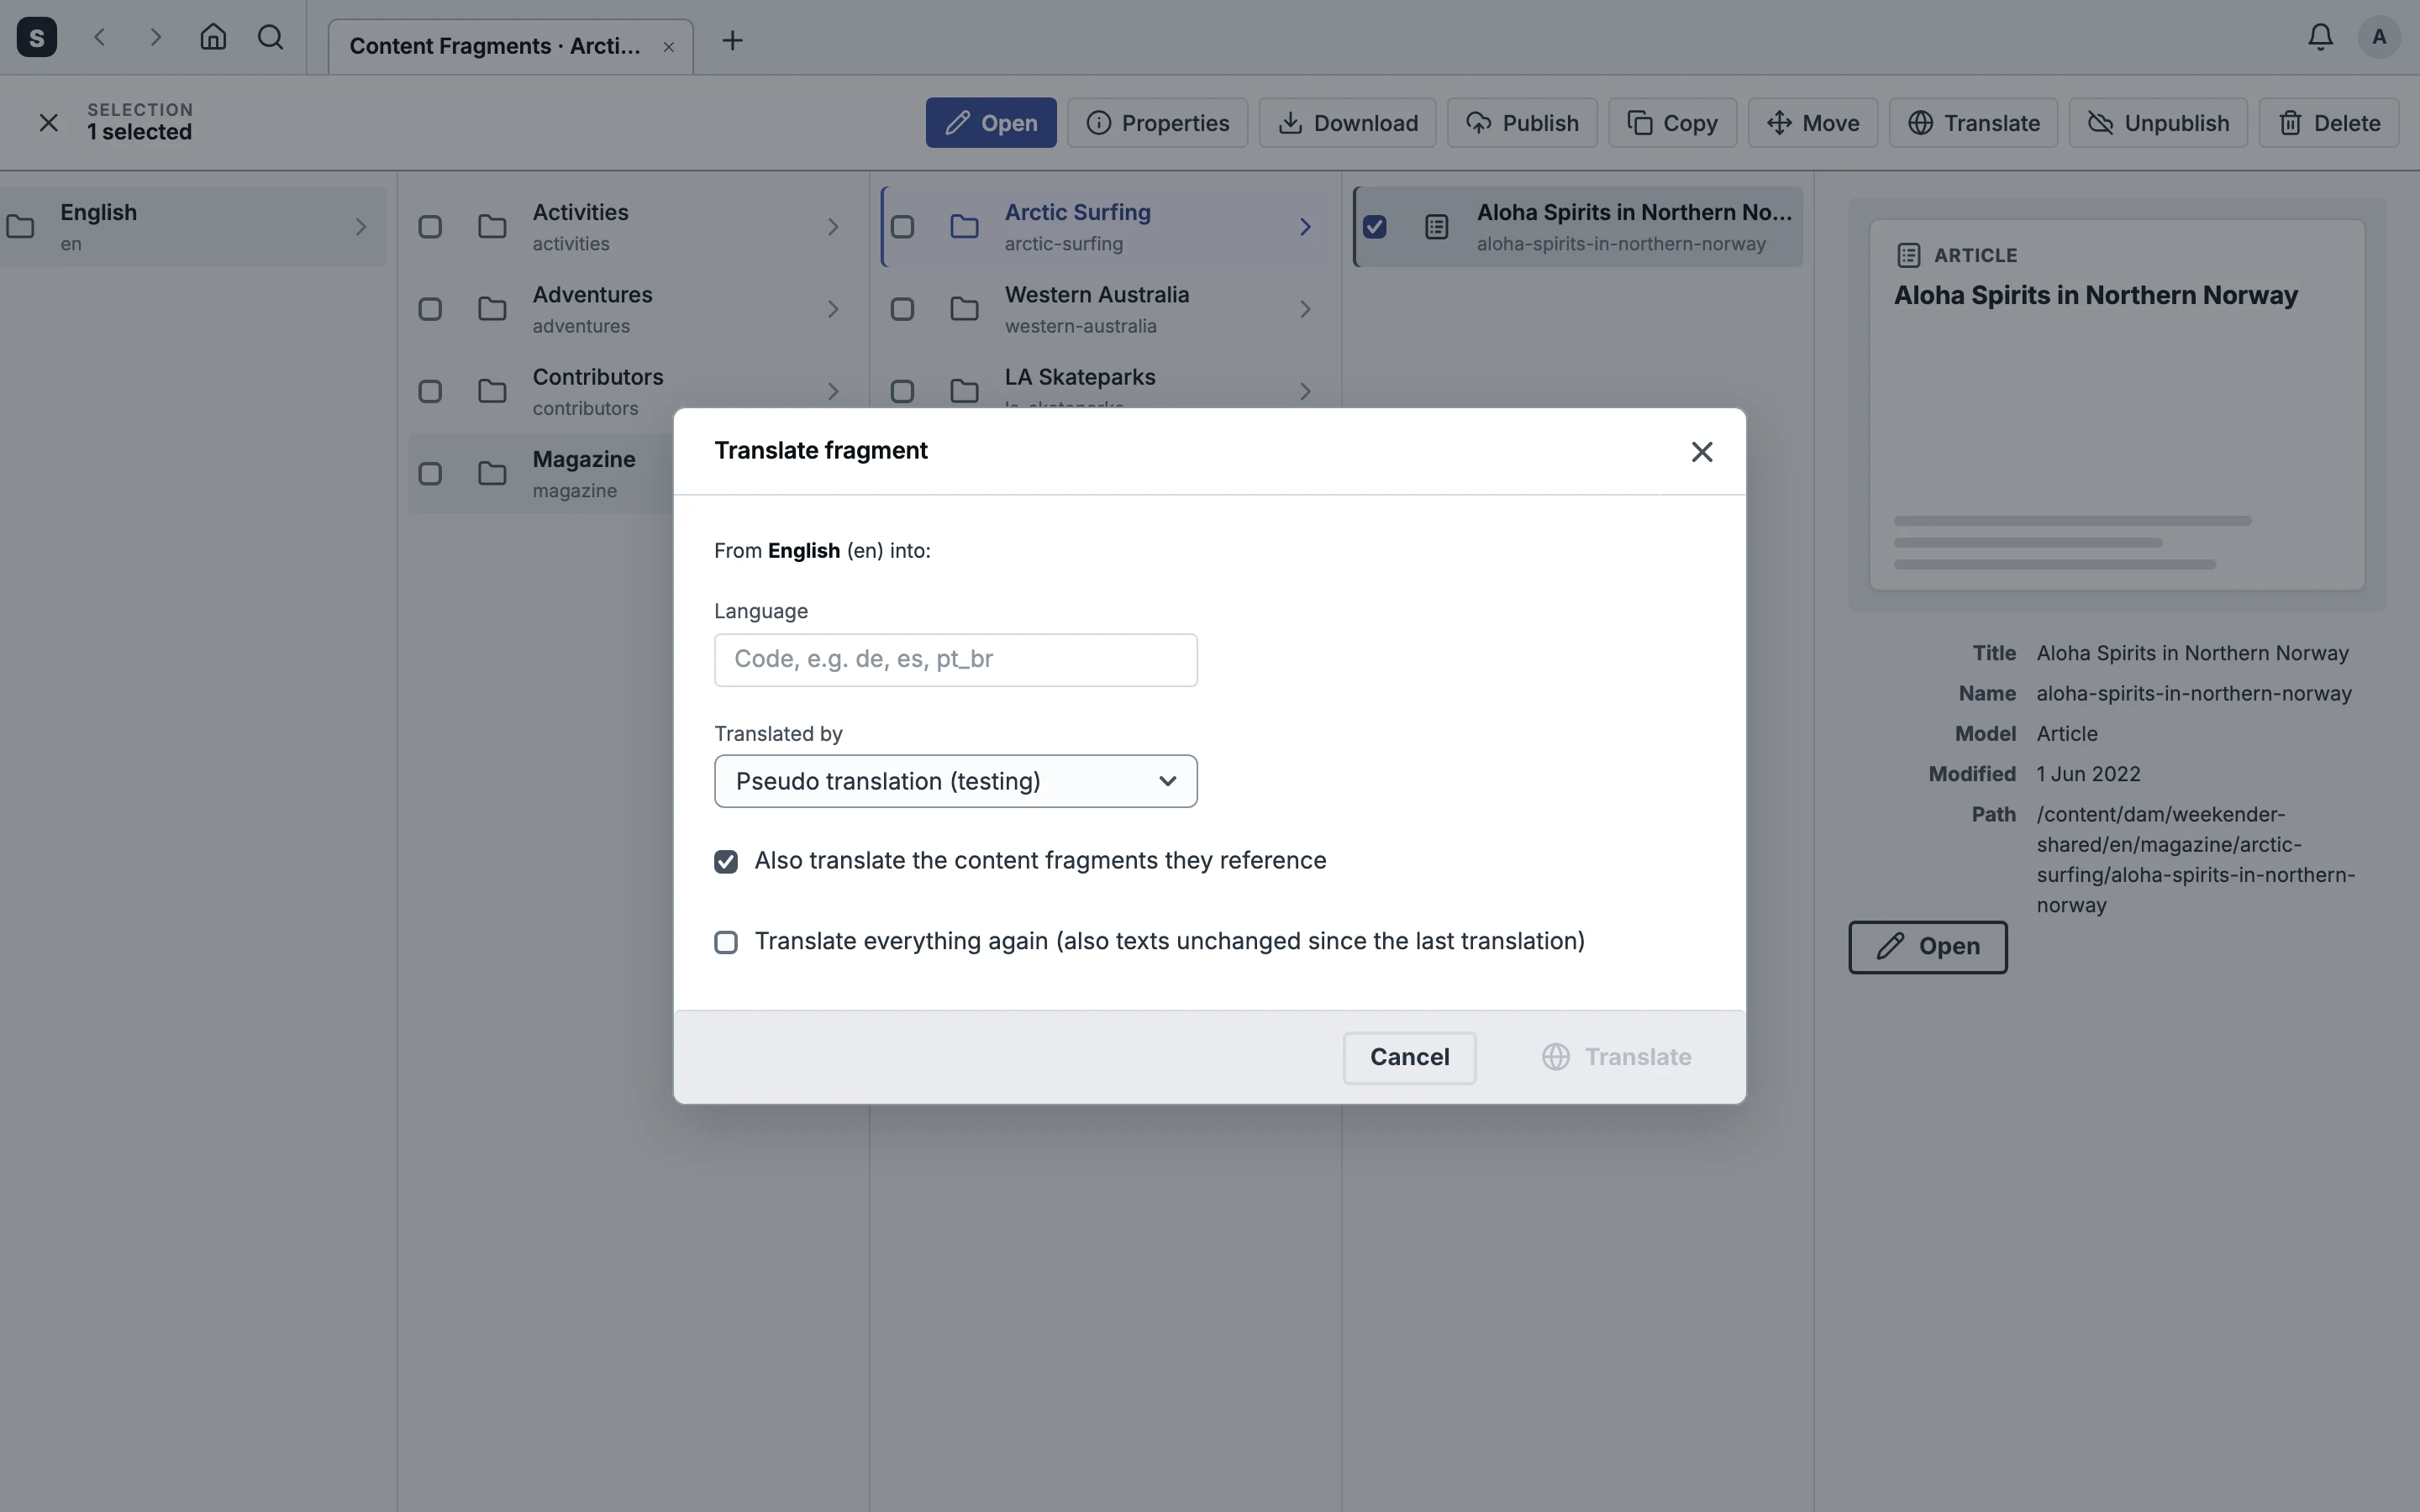 S
Content Fragments · Arcti...
A
SELECTION
1 selected
Open
Properties
Download
Publish
Copy
Move
Translate
Unpublish
Delete
English
en
Activities
activities
Adventures
adventures
Contributors
contributors
Magazine
magazine
Arctic Surfing
arctic-surfing
Western Australia
western-australia
LA Skateparks
Aloha Spirits in Northern No...
aloha-spirits-in-northern-norway
ARTICLE
Aloha Spirits in Northern Norway
Title Aloha Spirits in Northern Norway
Name aloha-spirits-in-northern-norway
Model Article
Modified 1 Jun 2022
Path /content/dam/weekender-
shared/en/magazine/arctic-
surfing/aloha-spirits-in-northern-
norway
Open
Translate fragment
From English (en) into:
Language
Code, e.g. de, es, pt_br
Translated by
Pseudo translation (testing)
Also translate the content fragments they reference
Translate everything again (also texts unchanged since the last translation)
Cancel
Translate